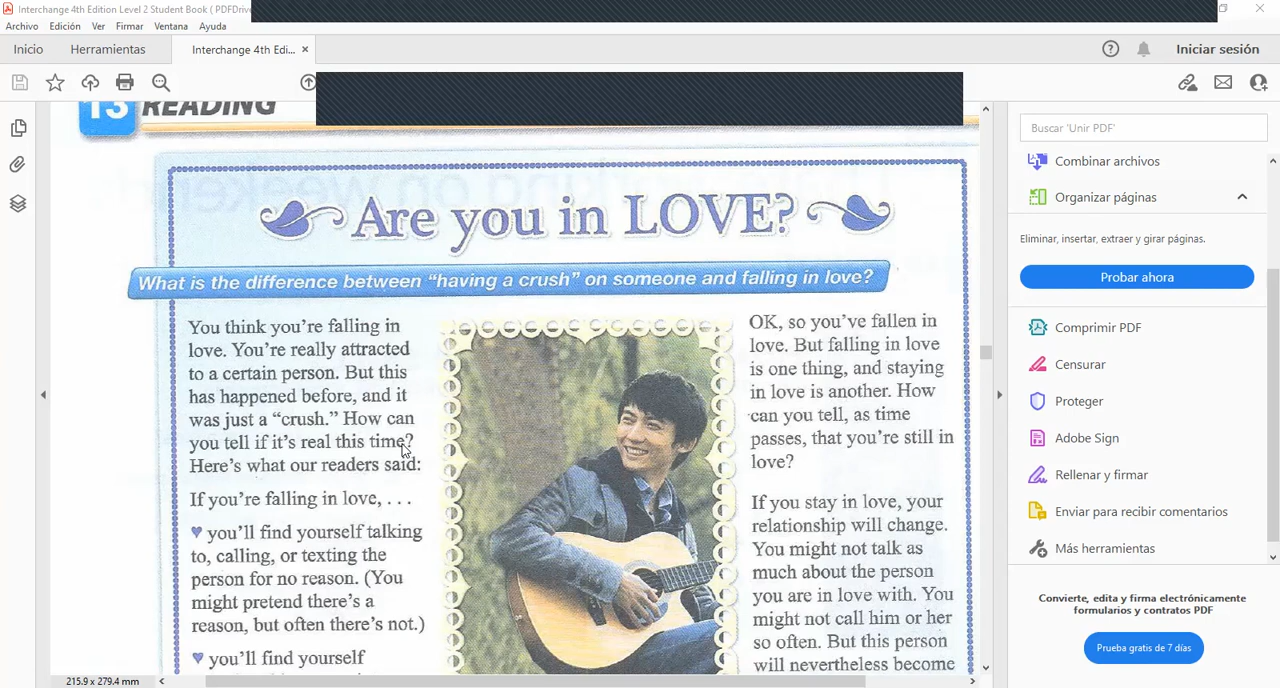 Interchange 4th Edition Level 2 Student Book ( PDFDrive
Archivo Edición Ver Firmar Ventana Ayuda
Inicio Herramientas Interchange 4th Edi... × Iniciar sesión
13 READING
Are you in LOVE?
What is the difference between “having a crush” on someone and falling in love?
You think you’re falling in
love. You’re really attracted
to a certain person. But this
has happened before, and it
was just a “crush.” How can
you tell if it’s real this time?
Here’s what our readers said:
If you’re falling in love, . . .
♥ you’ll find yourself talking
to, calling, or texting the
person for no reason. (You
might pretend there’s a
reason, but often there’s not.)
♥ you’ll find yourself
OK, so you’ve fallen in
love. But falling in love
is one thing, and staying
in love is another. How
can you tell, as time
passes, that you’re still in
love?
If you stay in love, your
relationship will change.
You might not talk as
much about the person
you are in love with. You
might not call him or her
so often. But this person
will nevertheless become
215.9 x 279.4 mm
Buscar 'Unir PDF'
Combinar archivos
Organizar páginas
Eliminar, insertar, extraer y girar páginas.
Probar ahora
Comprimir PDF
Censurar
Proteger
Adobe Sign
Rellenar y firmar
Enviar para recibir comentarios
Más herramientas
Convierte, edita y firma electrónicamente
formularios y contratos PDF
Prueba gratis de 7 días